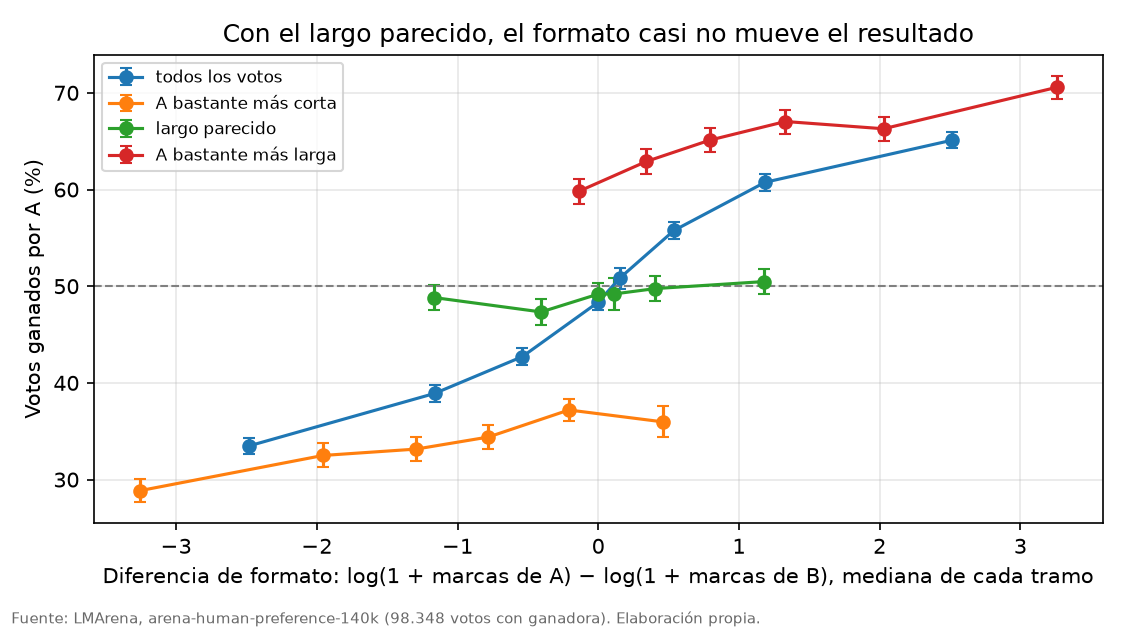 Con el largo parecido, el formato casi no mueve el resultado
todos los votos
A bastante más corta
largo parecido
A bastante más larga
Votos ganados por A (%)
70
60
50
40
30
−3
−2
−1
0
1
2
3
Diferencia de formato: log(1 + marcas de A) − log(1 + marcas de B), mediana de cada tramo
Fuente: LMArena, arena-human-preference-140k (98.348 votos con ganadora). Elaboración propia.